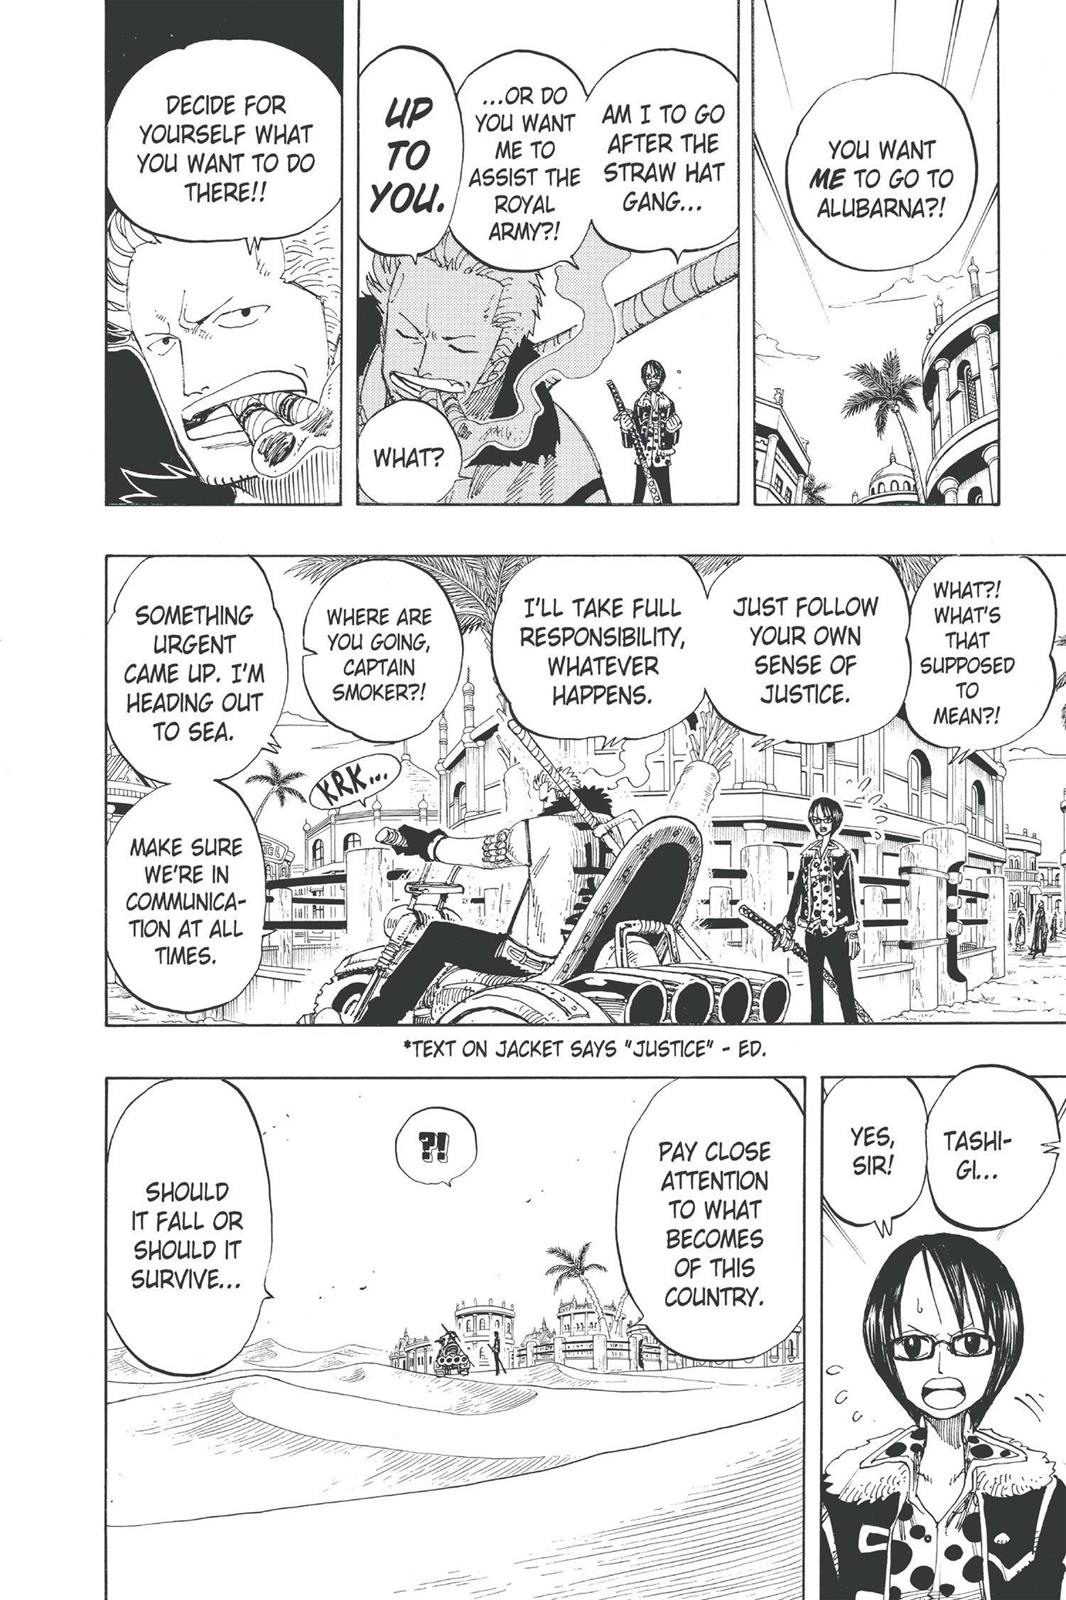 YOU WANT
ME TO GO TO
ALUBARNA?!
AM I TO GO
AFTER THE
STRAW HAT
GANG...
...OR DO
YOU WANT
ME TO
ASSIST THE
ROYAL
ARMY?!
UP
TO
YOU.
WHAT?
DECIDE FOR
YOURSELF WHAT
YOU WANT TO DO
THERE!!
WHAT?!
WHAT'S
THAT
SUPPOSED
TO
MEAN?!
JUST FOLLOW
YOUR OWN
SENSE OF
JUSTICE.
I'LL TAKE FULL
RESPONSIBILITY,
WHATEVER
HAPPENS.
WHERE ARE
YOU GOING,
CAPTAIN
SMOKER?!
KRK...
SOMETHING
URGENT
CAME UP. I'M
HEADING OUT
TO SEA.
MAKE SURE
WE'RE IN
COMMUNICA-
TION AT ALL
TIMES.
*TEXT ON JACKET SAYS "JUSTICE" - ED.
TASHI-
GI...
YES,
SIR!
PAY CLOSE
ATTENTION
TO WHAT
BECOMES
OF THIS
COUNTRY.
?!
SHOULD
IT FALL OR
SHOULD IT
SURVIVE...